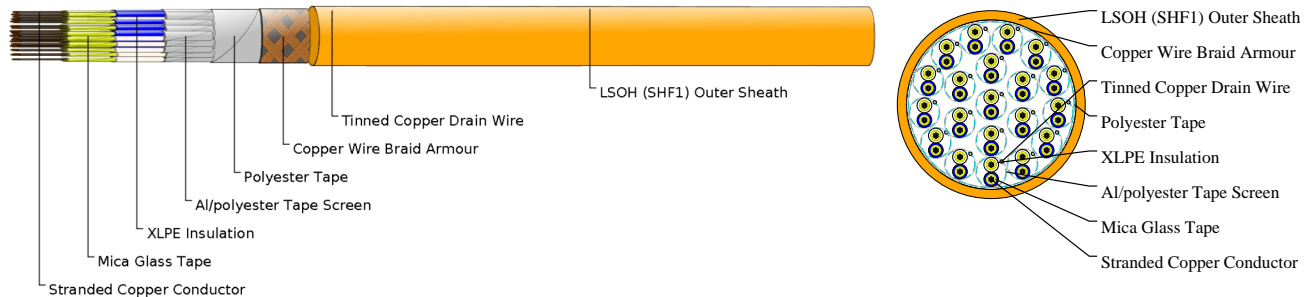 LSOH (SHF1) Outer Sheath
Tinned Copper Drain Wire
Copper Wire Braid Armour
Polyester Tape
Al/polyester Tape Screen
XLPE Insulation
Mica Glass Tape
Stranded Copper Conductor
LSOH (SHF1) Outer Sheath
Copper Wire Braid Armour
Tinned Copper Drain Wire
Polyester Tape
XLPE Insulation
Al/polyester Tape Screen
Mica Glass Tape
Stranded Copper Conductor